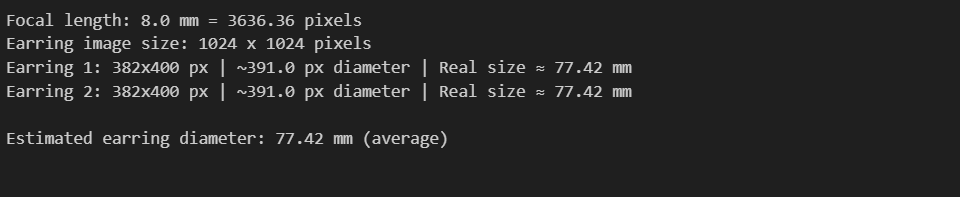 Focal length: 8.0 mm = 3636.36 pixels
Earring image size: 1024 x 1024 pixels
Earring 1: 382x400 px | ~391.0 px diameter | Real size ≈ 77.42 mm
Earring 2: 382x400 px | ~391.0 px diameter | Real size ≈ 77.42 mm
Estimated earring diameter: 77.42 mm (average)